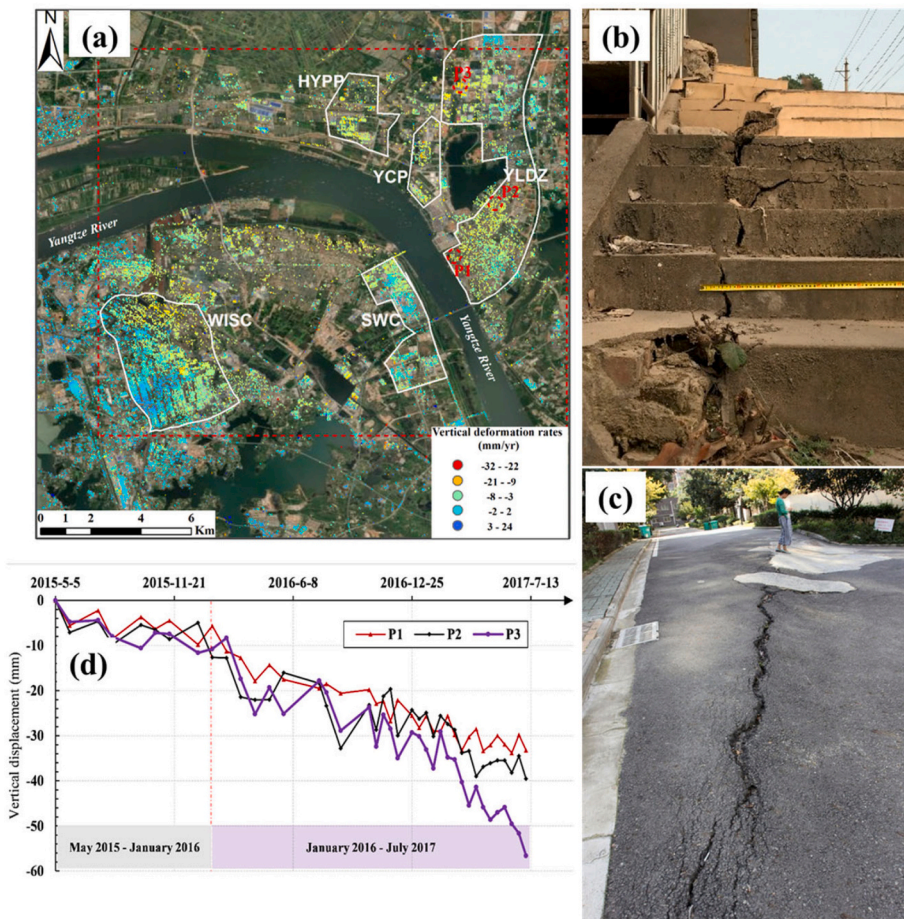 N
(a)
HYPP
P3
YCP
YLDZ
P2
P1
Yangtze River
WISC
SWC
Yangtze River
Vertical deformation rates
(mm/yr)
-32 - -22
-21 - -9
-8 - -3
-2 - 2
3 - 24
0 1 2 4 6
Km
(b)
(c)
2015-5-5 2015-11-21 2016-6-8 2016-12-25 2017-7-13
0
-10
-20
-30
-40
-50
-60
Vertical displacement (mm)
P1 P2 P3
(d)
May 2015 - January 2016
January 2016 - July 2017